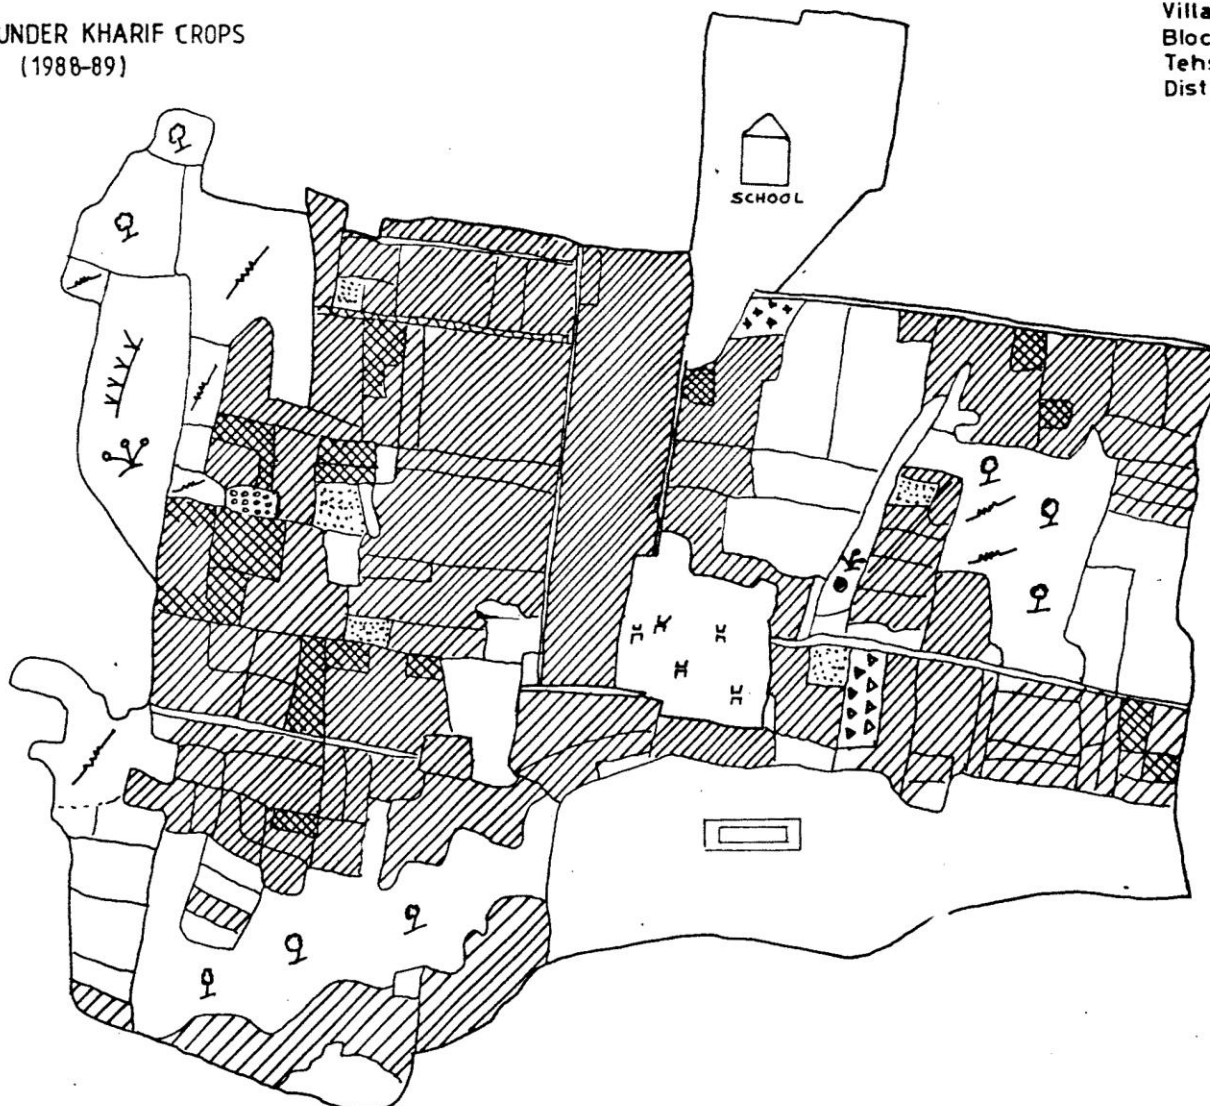 UNDER KHARIF CROPS
(1988-89)
Villa
Bloc
Tehs
Dist
SCHOOL